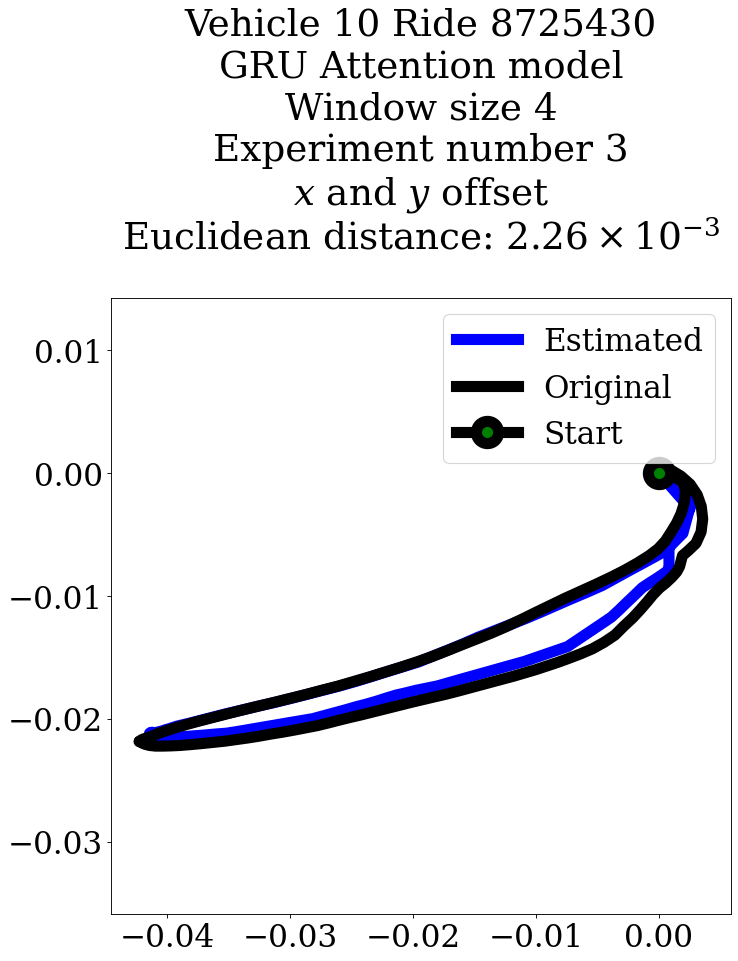 Vehicle 10 Ride 8725430
GRU Attention model
Window size 4
Experiment number 3
x and y offset
Euclidean distance: 2.26 × 10⁻³
Estimated
Original
Start
0.01
0.00
−0.01
−0.02
−0.03
−0.04 −0.03 −0.02 −0.01 0.00